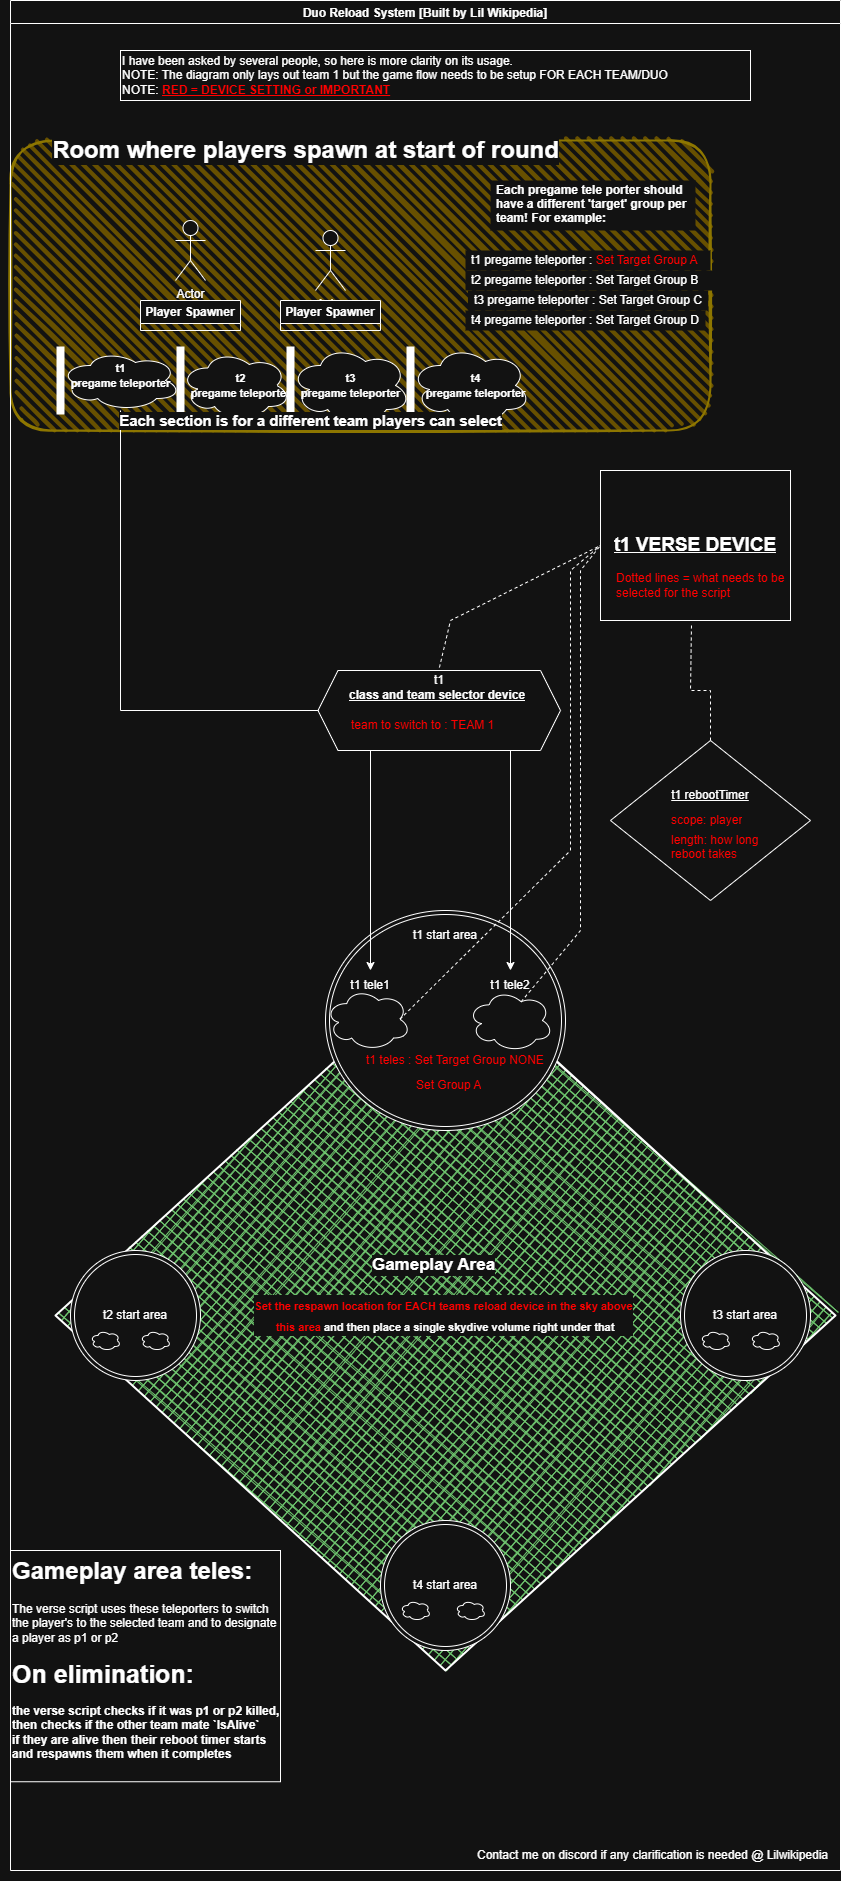 Duo Reload System [Built by Lil Wikipedia]
I have been asked by several people, so here is more clarity on its usage.
NOTE: The diagram only lays out team 1 but the game flow needs to be setup FOR EACH TEAM/DUO
NOTE: RED = DEVICE SETTING or IMPORTANT
Room where players spawn at start of round
Each pregame tele porter should
have a different 'target' group per
team! For example:
t1 pregame teleporter : Set Target Group A
t2 pregame teleporter : Set Target Group B
t3 pregame teleporter : Set Target Group C
t4 pregame teleporter : Set Target Group D
Actor
Player Spawner
Player Spawner
t1
pregame teleporter
t2
pregame teleporter
t3
pregame teleporter
t4
pregame teleporter
Each section is for a different team players can select
t1 VERSE DEVICE
Dotted lines = what needs to be
selected for the script
t1
class and team selector device
team to switch to : TEAM 1
t1 rebootTimer
scope: player
length: how long
reboot takes
t1 start area
t1 tele1
t1 tele2
t1 teles : Set Target Group NONE
Set Group A
Gameplay Area
Set the respawn location for EACH teams reload device in the sky above
this area and then place a single skydive volume right under that
t2 start area
t3 start area
t4 start area
Gameplay area teles:
The verse script uses these teleporters to switch
the player's to the selected team and to designate
a player as p1 or p2
On elimination:
the verse script checks if it was p1 or p2 killed,
then checks if the other team mate `IsAlive`
if they are alive then their reboot timer starts
and respawns them when it completes
Contact me on discord if any clarification is needed @ Lilwikipedia